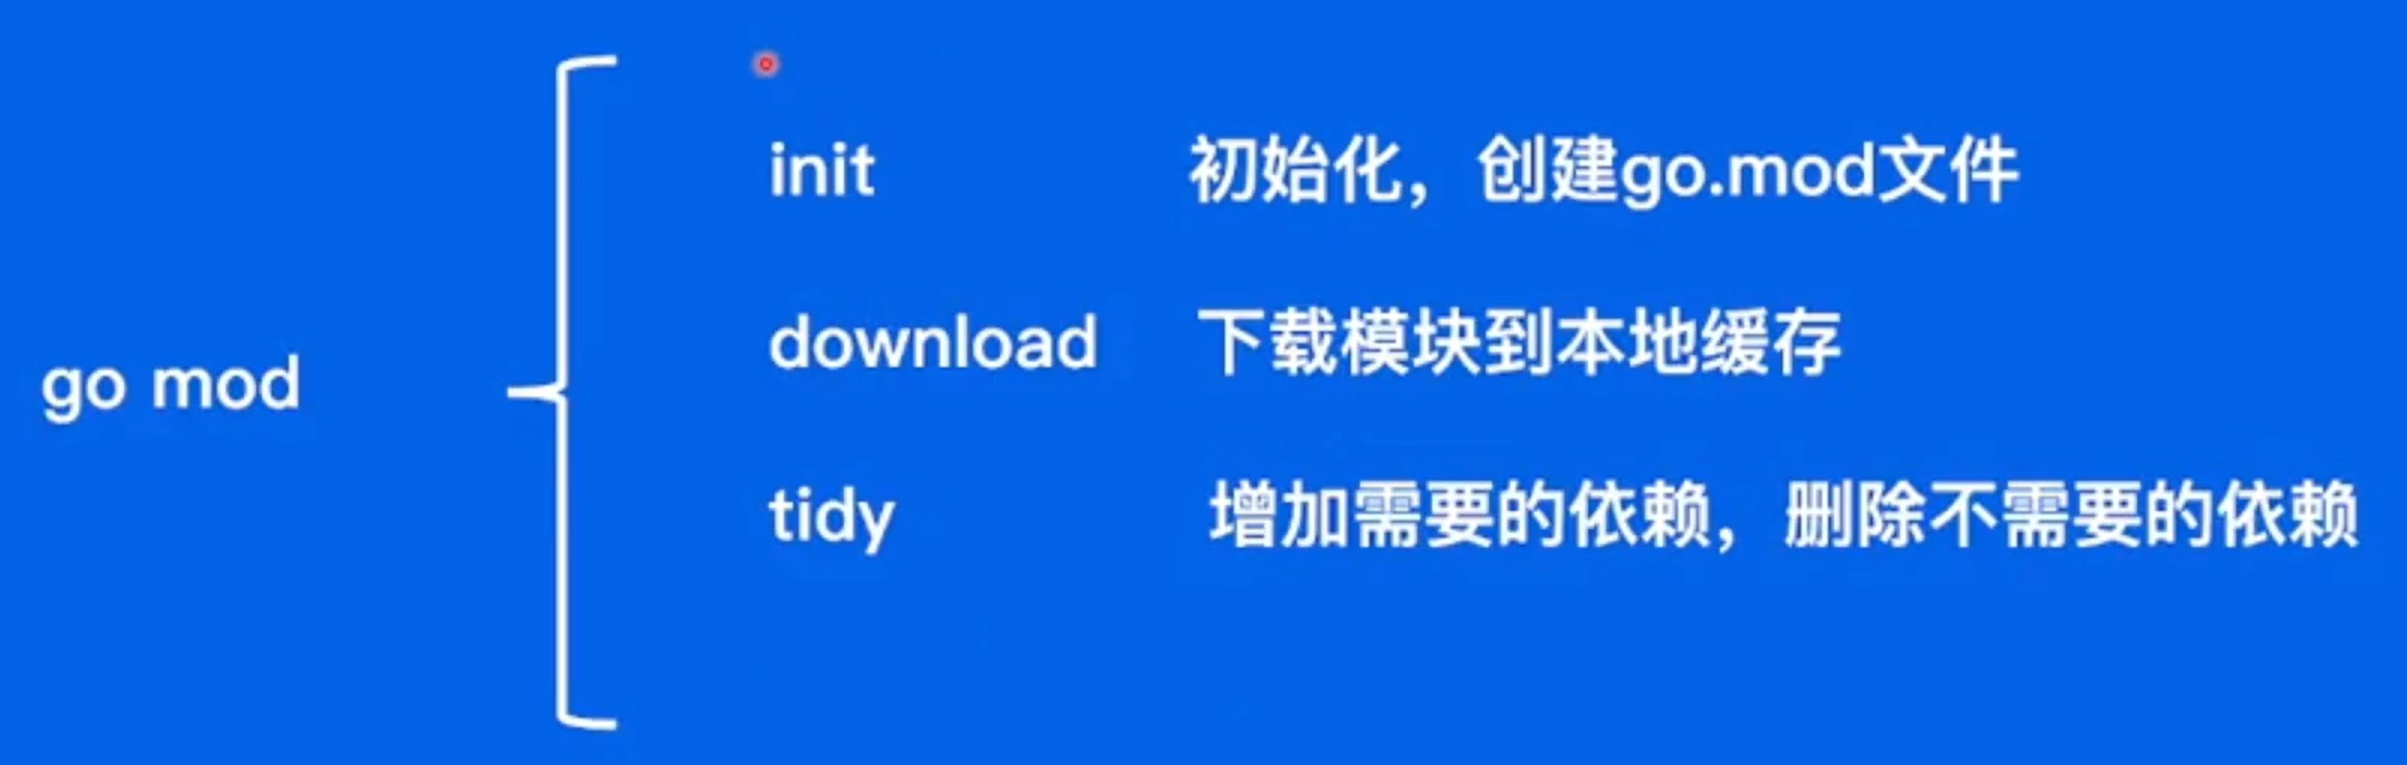 go mod
init 初始化，创建go.mod文件
download 下载模块到本地缓存
tidy 增加需要的依赖，删除不需要的依赖